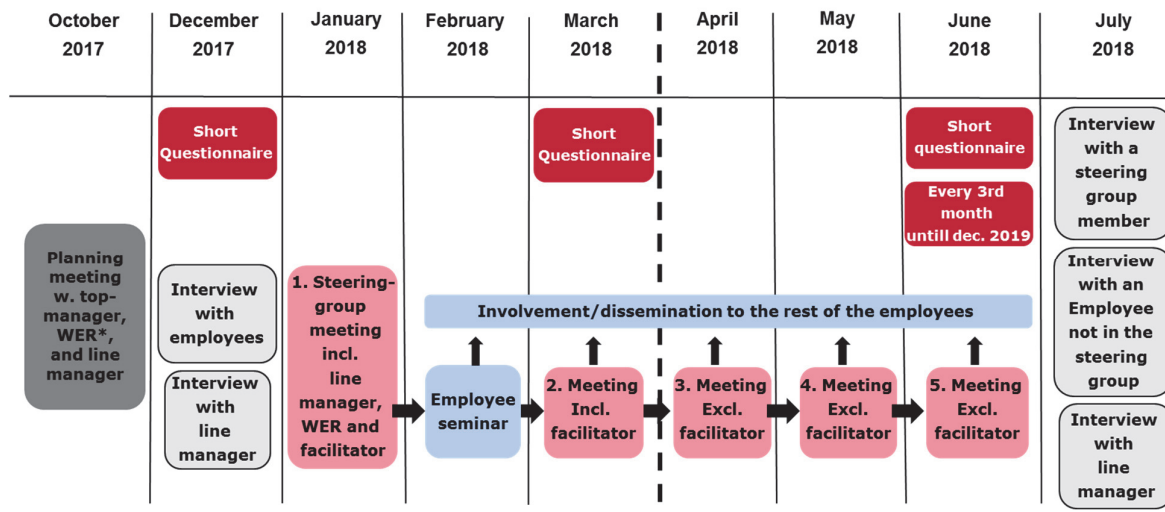 October
2017
December
2017
January
2018
February
2018
March
2018
April
2018
May
2018
June
2018
July
2018
Short
Questionnaire
Short
Questionnaire
Short
questionnaire
Every 3rd
month
untill dec. 2019
Interview
with a
steering
group
member
Planning
meeting
w. top-
manager,
WER*, and
line
manager
Interview
with
employees
Interview
with
line
manager
1. Steering-
group
meeting
incl.
line
manager,
WER and
facilitator
Involvement/dissemination to the rest of the employees
Employee
seminar
2. Meeting
Incl.
facilitator
3. Meeting
Excl.
facilitator
4. Meeting
Excl.
facilitator
5. Meeting
Excl.
facilitator
Interview
with an
Employee
not in the
steering
group
Interview
with
line
manager